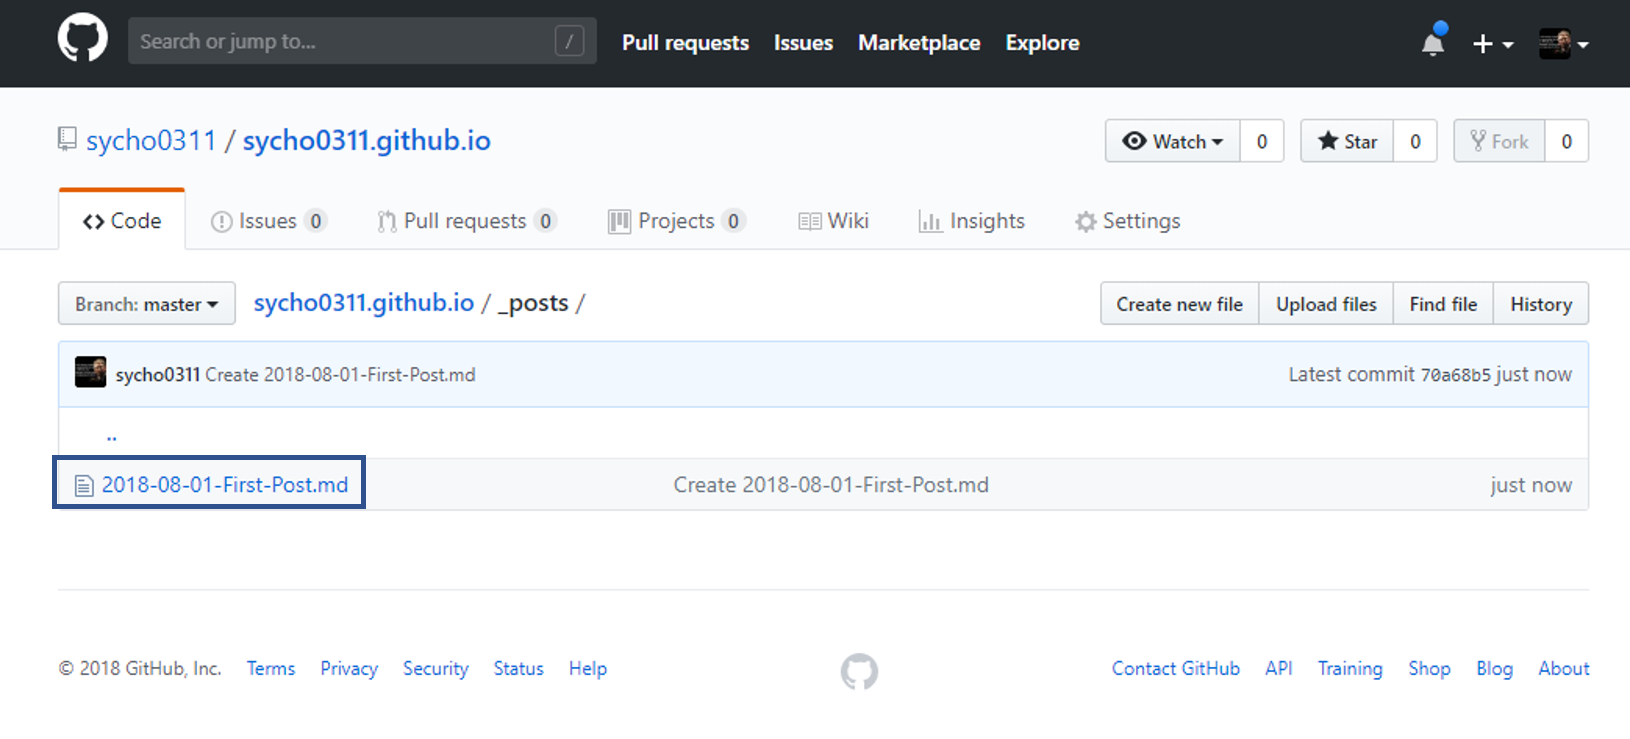 Search or jump to... / Pull requests Issues Marketplace Explore
sycho0311 / sycho0311.github.io Watch 0 Star 0 Fork 0
Code Issues 0 Pull requests 0 Projects 0 Wiki Insights Settings
Branch: master sycho0311.github.io / _posts / Create new file Upload files Find file History
sycho0311 Create 2018-08-01-First-Post.md Latest commit 70a68b5 just now
..
2018-08-01-First-Post.md Create 2018-08-01-First-Post.md just now
© 2018 GitHub, Inc. Terms Privacy Security Status Help Contact GitHub API Training Shop Blog About